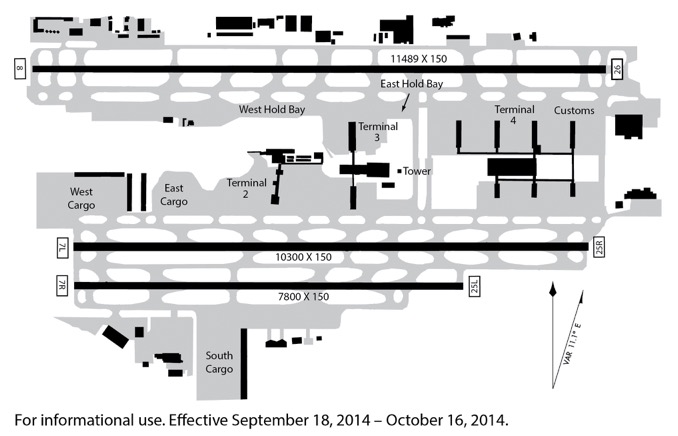 11489 X 150
8
26
East Hold Bay
West Hold Bay
Terminal
3
Terminal
4
Customs
Tower
West
Cargo
East
Cargo
Terminal
2
7L
10300 X 150
25R
7R
7800 X 150
25L
VAR 11.1° E
South
Cargo
For informational use. Effective September 18, 2014 – October 16, 2014.